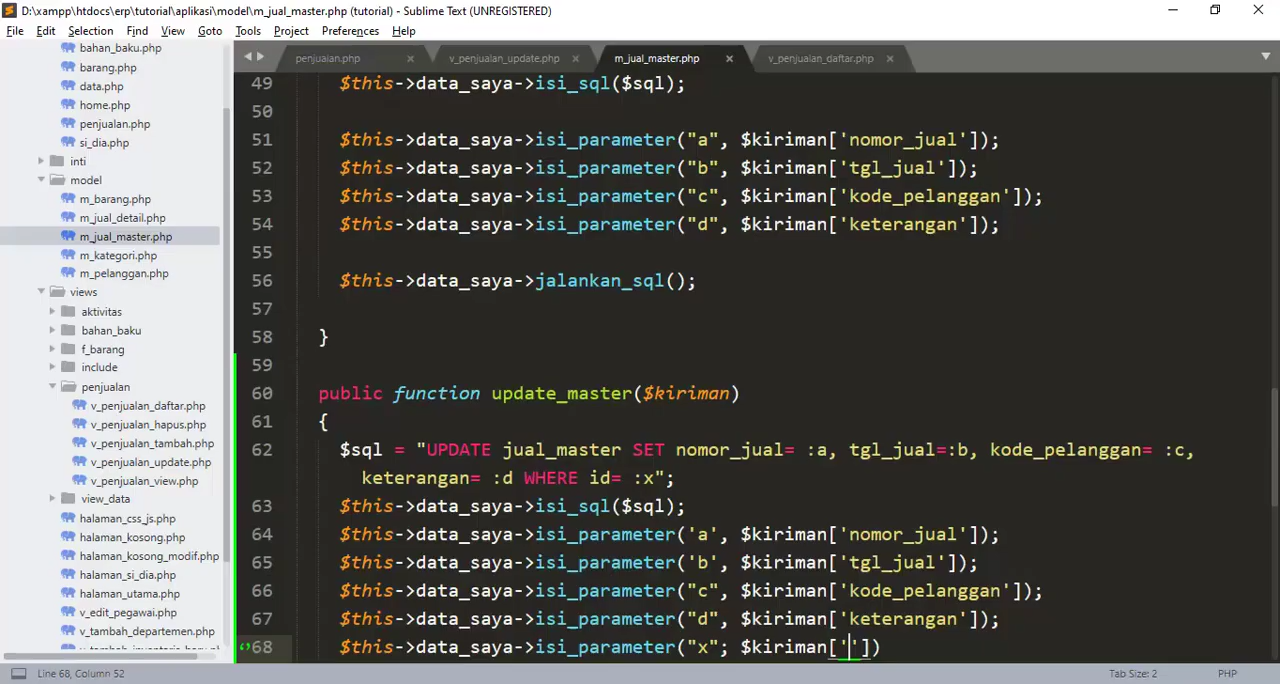 D:\xampp\htdocs\erp\tutorial\aplikasi\model\m_jual_master.php (tutorial) - Sublime Text (UNREGISTERED)
File Edit Selection Find View Goto Tools Project Preferences Help
bahan_baku.php
barang.php
data.php
home.php
penjualan.php
si_dia.php
inti
model
m_barang.php
m_jual_detail.php
m_jual_master.php
m_kategori.php
m_pelanggan.php
views
aktivitas
bahan_baku
f_barang
include
penjualan
v_penjualan_daftar.php
v_penjualan_hapus.php
v_penjualan_tambah.php
v_penjualan_update.php
v_penjualan_view.php
view_data
halaman_css_js.php
halaman_kosong.php
halaman_kosong_modif.php
halaman_si_dia.php
halaman_utama.php
v_edit_pegawai.php
v_tambah_departemen.php
penjualan.php v_penjualan_update.php m_jual_master.php v_penjualan_daftar.php
49 $this->data_saya->isi_sql($sql);
50
51 $this->data_saya->isi_parameter("a", $kiriman['nomor_jual']);
52 $this->data_saya->isi_parameter("b", $kiriman['tgl_jual']);
53 $this->data_saya->isi_parameter("c", $kiriman['kode_pelanggan']);
54 $this->data_saya->isi_parameter("d", $kiriman['keterangan']);
55
56 $this->data_saya->jalankan_sql();
57
58 }
59
60 public function update_master($kiriman)
61 {
62 $sql = "UPDATE jual_master SET nomor_jual= :a, tgl_jual=:b, kode_pelanggan= :c,
keterangan= :d WHERE id= :x";
63 $this->data_saya->isi_sql($sql);
64 $this->data_saya->isi_parameter('a', $kiriman['nomor_jual']);
65 $this->data_saya->isi_parameter('b', $kiriman['tgl_jual']);
66 $this->data_saya->isi_parameter("c", $kiriman['kode_pelanggan']);
67 $this->data_saya->isi_parameter("d", $kiriman['keterangan']);
68 $this->data_saya->isi_parameter("x"; $kiriman[''])
Line 68, Column 52 Tab Size: 2 PHP